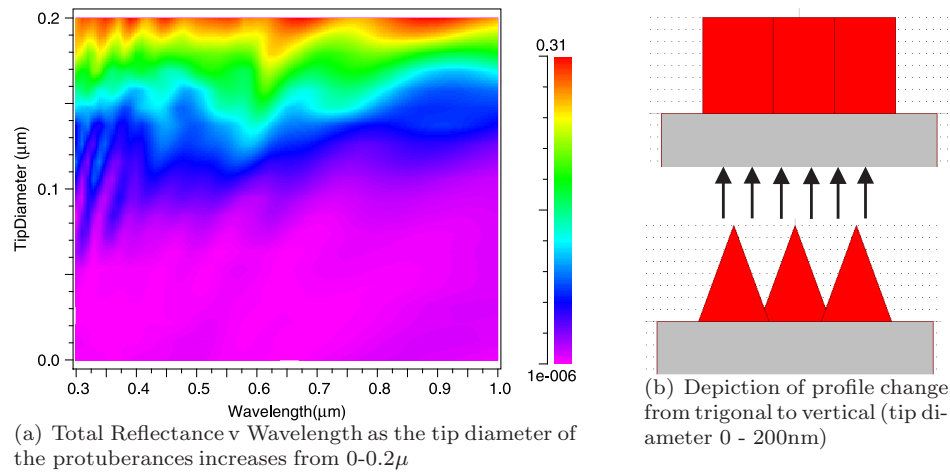 0.2
0.1
0.0
TipDiameter (μm)
0.3 0.4 0.5 0.6 0.7 0.8 0.9 1.0
Wavelength(μm)
0.31
1e-006
(a) Total Reflectance v Wavelength as the tip diameter of
the protuberances increases from 0-0.2μ
(b) Depiction of profile change
from trigonal to vertical (tip di-
ameter 0 - 200nm)